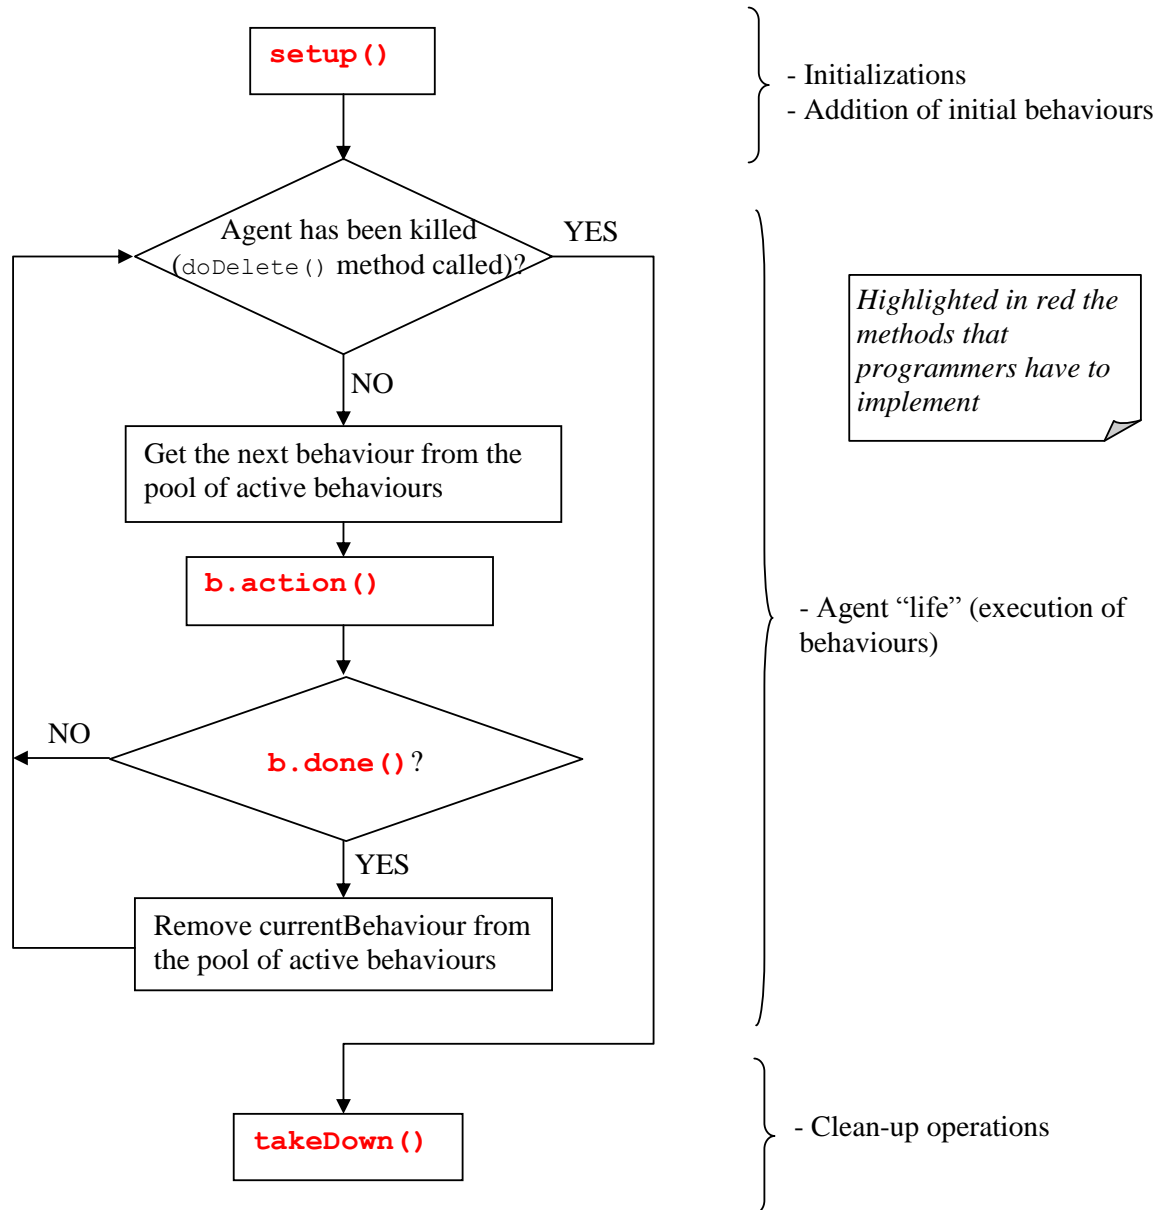 setup()
- Initializations
- Addition of initial behaviours
Agent has been killed
(doDelete() method called)?
YES
NO
Highlighted in red the
methods that
programmers have to
implement
Get the next behaviour from the
pool of active behaviours
b.action()
- Agent “life” (execution of
behaviours)
NO
b.done()?
YES
Remove currentBehaviour from
the pool of active behaviours
takeDown()
- Clean-up operations